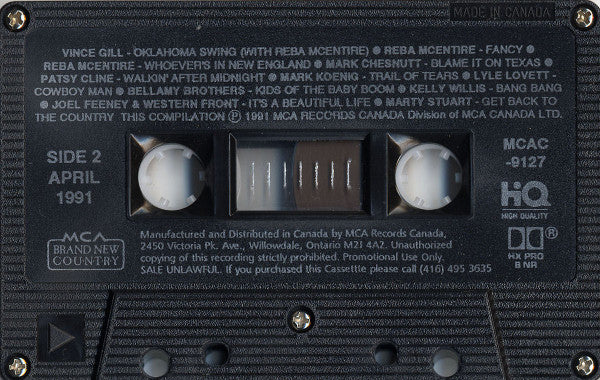 MADE IN CANADA
VINCE GILL - OKLAHOMA SWING (WITH REBA MCENTIRE) ● REBA MCENTIRE - FANCY ●
REBA MCENTIRE - WHOEVER'S IN NEW ENGLAND ● MARK CHESNUTT - BLAME IT ON TEXAS ●
PATSY CLINE - WALKIN' AFTER MIDNIGHT ● MARK KOENIG - TRAIL OF TEARS ● LYLE LOVETT -
COWBOY MAN ● BELLAMY BROTHERS - KIDS OF THE BABY BOOM ● KELLY WILLIS - BANG BANG
● JOEL FEENEY & WESTERN FRONT - IT'S A BEAUTIFUL LIFE ● MARTY STUART - GET BACK TO
THE COUNTRY THIS COMPILATION Ⓟ 1991 MCA RECORDS CANADA Division of MCA CANADA LTD.
SIDE 2
APRIL
1991
MCAC
-9127
HQ
HIGH QUALITY
®
HX PRO
B NR
MCA
BRAND NEW
COUNTRY
Manufactured and Distributed in Canada by MCA Records Canada,
2450 Victoria Pk. Ave., Willowdale, Ontario M2J 4A2. Unauthorized
copying of this recording strictly prohibited. Promotional Use Only.
SALE UNLAWFUL. If you purchased this Cassettle please call (416) 495 3635